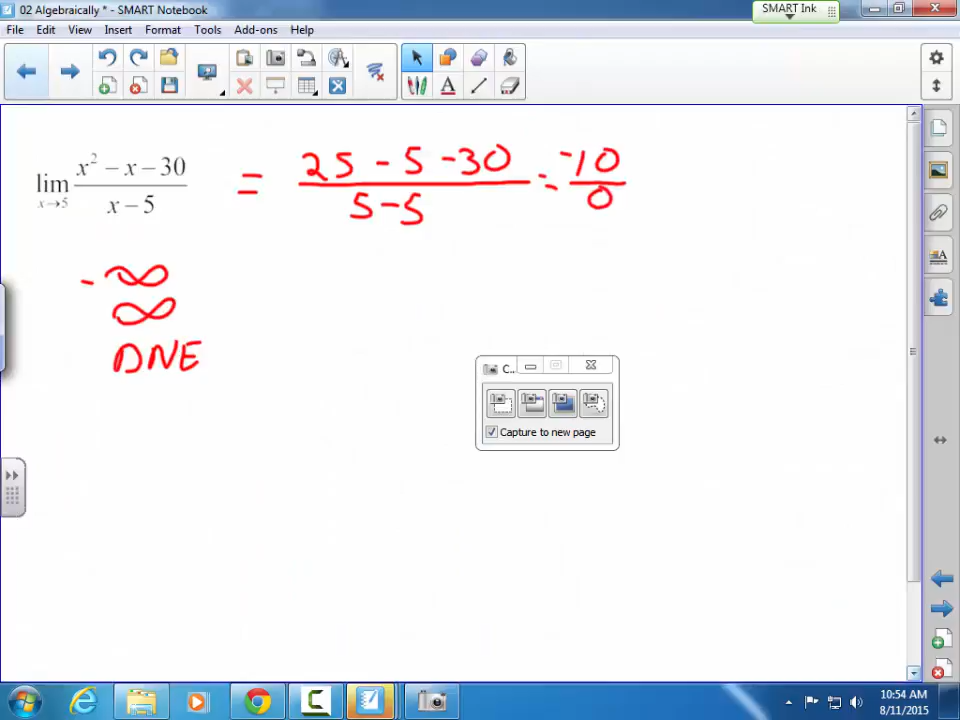 02 Algebraically * - SMART Notebook
SMART Ink
File Edit View Insert Format Tools Add-ons Help
lim x→5 (x² − x − 30)/(x − 5) = (25 - 5 - 30)/(5 - 5) = -10/0
-∞
∞
DNE
C..
Capture to new page
10:54 AM
8/11/2015